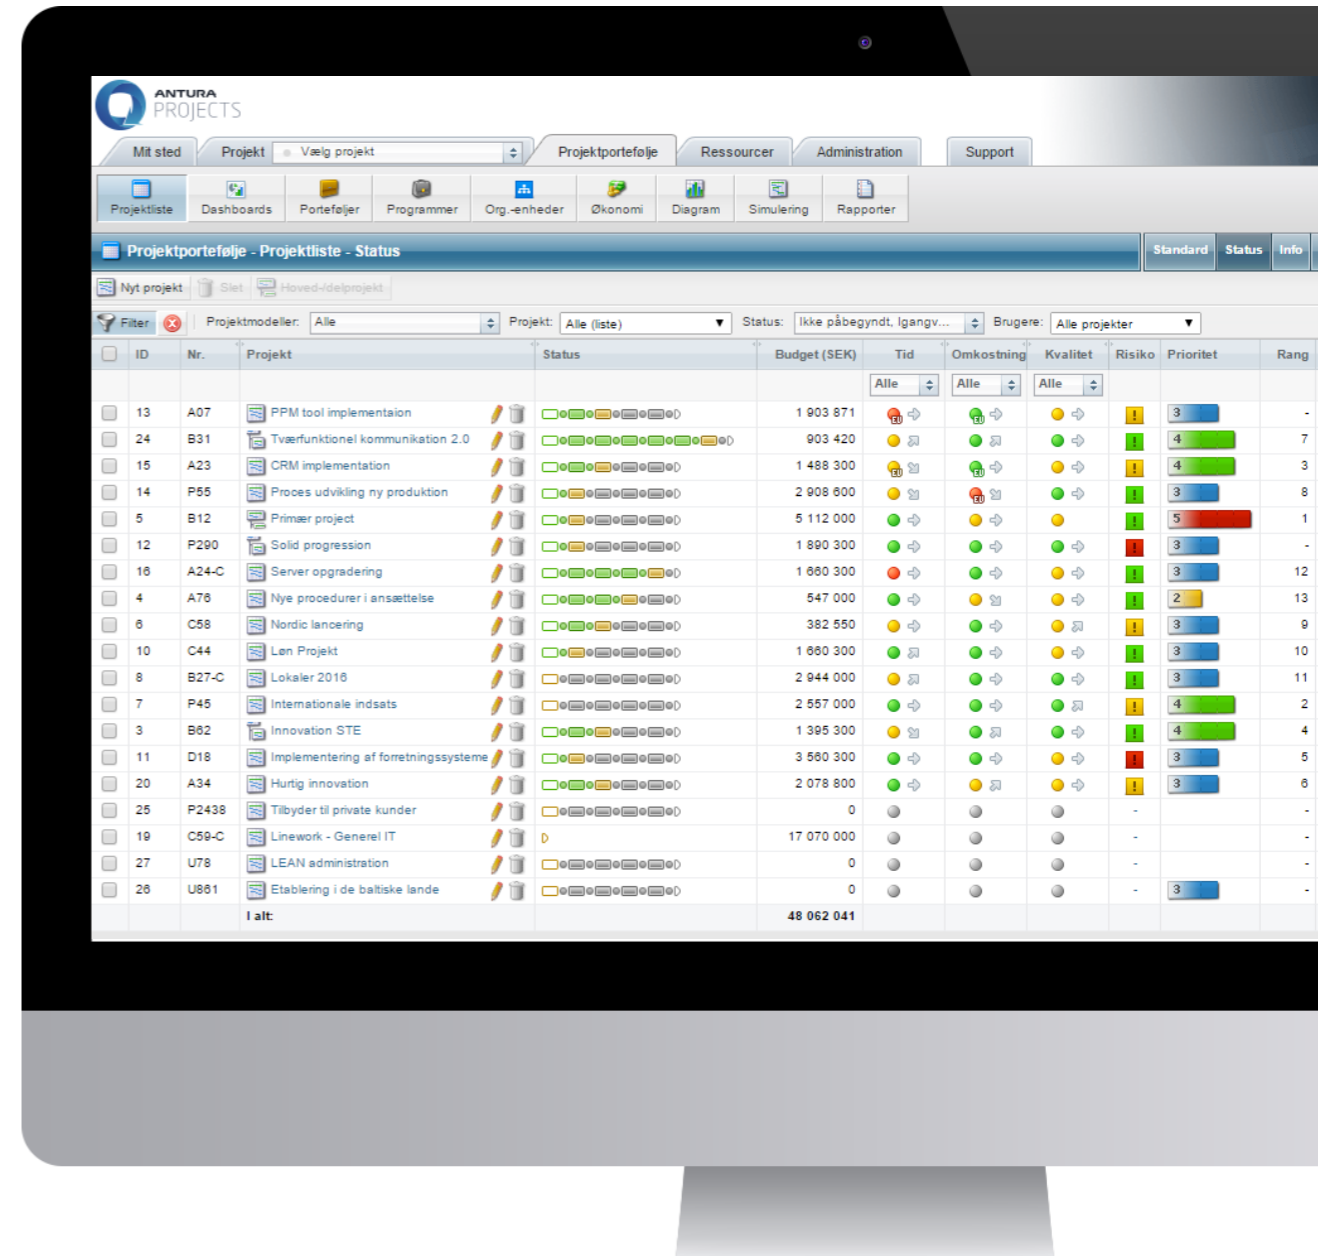 ANTURA
PROJECTS
Mit sted Projekt Vælg projekt Projektportefølje Ressourcer Administration Support
Projektliste Dashboards Porteføljer Programmer Org.-enheder Økonomi Diagram Simulering Rapporter
Projektportefølje - Projektliste - Status Standard Status Info
Nyt projekt Slet Hoved-/delprojekt
Filter Projektmodeller: Alle Projekt: Alle (liste) Status: Ikke påbegyndt, Igangv... Brugere: Alle projekter
ID Nr. Projekt Status Budget (SEK) Tid Omkostning Kvalitet Risiko Prioritet Rang
Alle Alle Alle
13 A07 PPM tool implementaion 1 903 871 ! 3 -
24 B31 Tværfunktionel kommunikation 2.0 903 420 ! 4 7
15 A23 CRM implementation 1 488 300 ! 4 3
14 P55 Proces udvikling ny produktion 2 908 600 ! 3 8
5 B12 Primær project 5 112 000 ! 5 1
12 P290 Solid progression 1 890 300 ! 3 -
16 A24-C Server opgradering 1 660 300 ! 3 12
4 A76 Nye procedurer i ansættelse 547 000 ! 2 13
6 C58 Nordic lancering 382 550 ! 3 9
10 C44 Løn Projekt 1 660 300 ! 3 10
8 B27-C Lokaler 2016 2 944 000 ! 3 11
7 P45 Internationale indsats 2 557 000 ! 4 2
3 B62 Innovation STE 1 395 300 ! 4 4
11 D18 Implementering af forretningssysteme 3 560 300 ! 3 5
20 A34 Hurtig innovation 2 078 800 ! 3 6
25 P2438 Tilbyder til private kunder 0 - -
19 C59-C Linework - Generel IT 17 070 000 - -
27 U78 LEAN administration 0 - -
26 U861 Etablering i de baltiske lande 0 - 3 -
I alt: 48 062 041